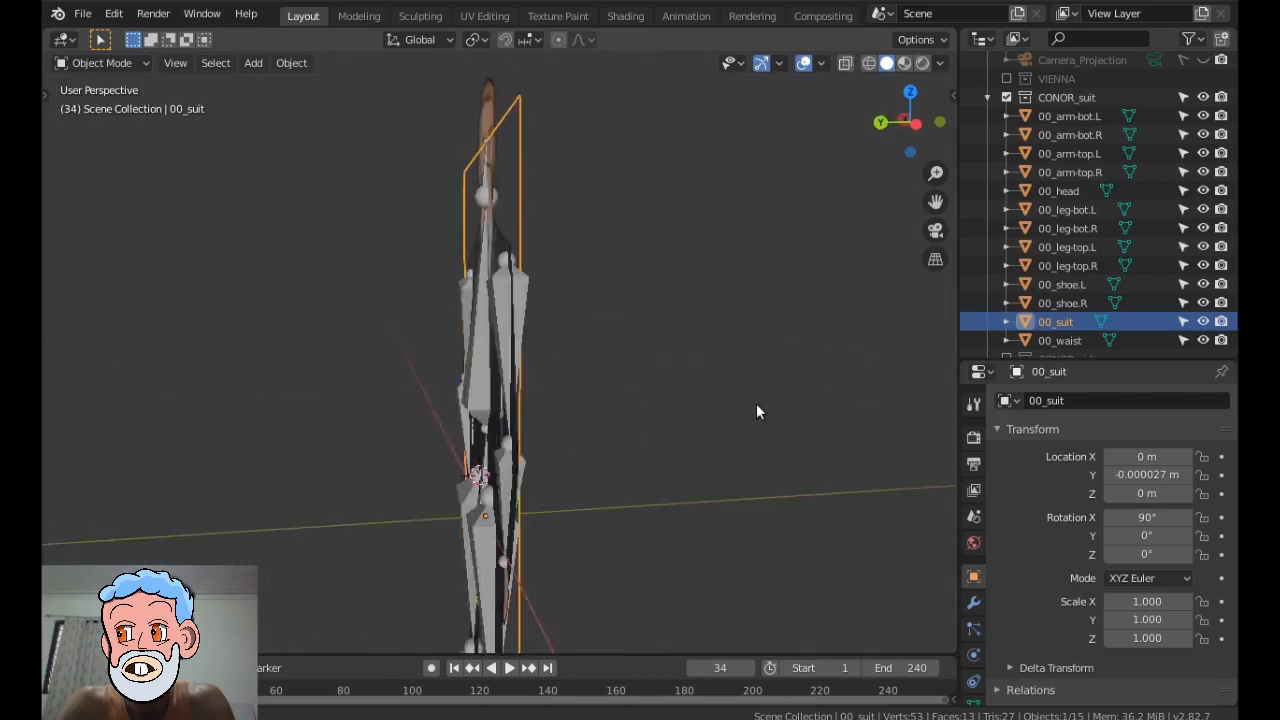 File Edit Render Window Help Layout Modeling Sculpting UV Editing Texture Paint Shading Animation Rendering Compositing Scene View Layer
Global Options
Object Mode View Select Add Object
User Perspective
(34) Scene Collection | 00_suit
Z
Y
Camera_Projection
VIENNA
CONOR_suit
00_arm-bot.L
00_arm-bot.R
00_arm-top.L
00_arm-top.R
00_head
00_leg-bot.L
00_leg-bot.R
00_leg-top.L
00_leg-top.R
00_shoe.L
00_shoe.R
00_suit
00_waist
00_suit
00_suit
Transform
Location X 0 m
Y -0.000027 m
Z 0 m
Rotation X 90°
Y 0°
Z 0°
Mode XYZ Euler
Scale X 1.000
Y 1.000
Z 1.000
Delta Transform
Relations
34 Start 1 End 240
60 80 100 120 140 160 180 200 220 240
Scene Collection | 00_suit | Verts:53 | Faces:13 | Tris:27 | Objects:1/15 | Mem: 36.2 MiB | v2.82.7